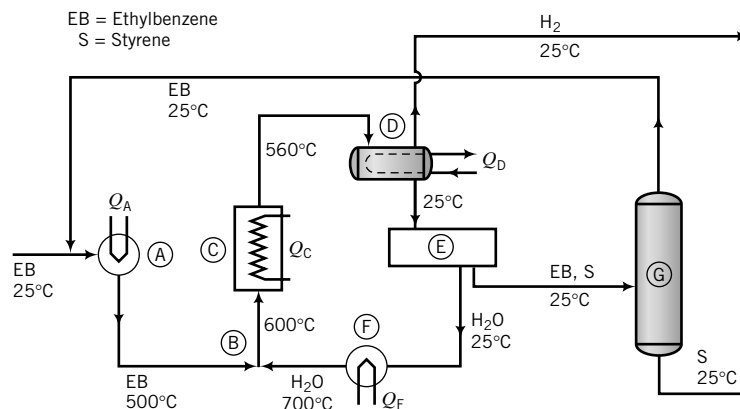 EB = Ethylbenzene
S = Styrene
H2
25°C
EB
25°C
D
560°C
QD
QA
25°C
A
C
QC
E
G
EB
25°C
EB, S
25°C
B
600°C
F
H2O
25°C
EB
500°C
H2O
700°C
QF
S
25°C